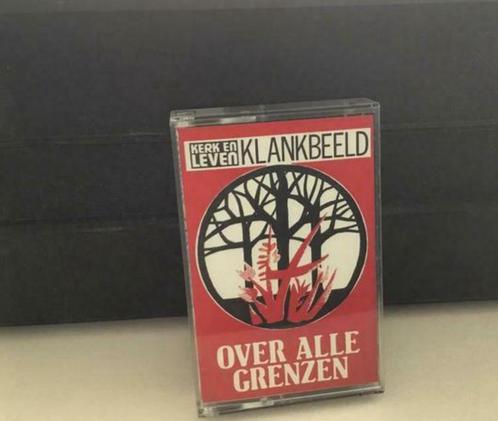 KERK EN
LEVEN KLANKBEELD
OVER ALLE
GRENZEN